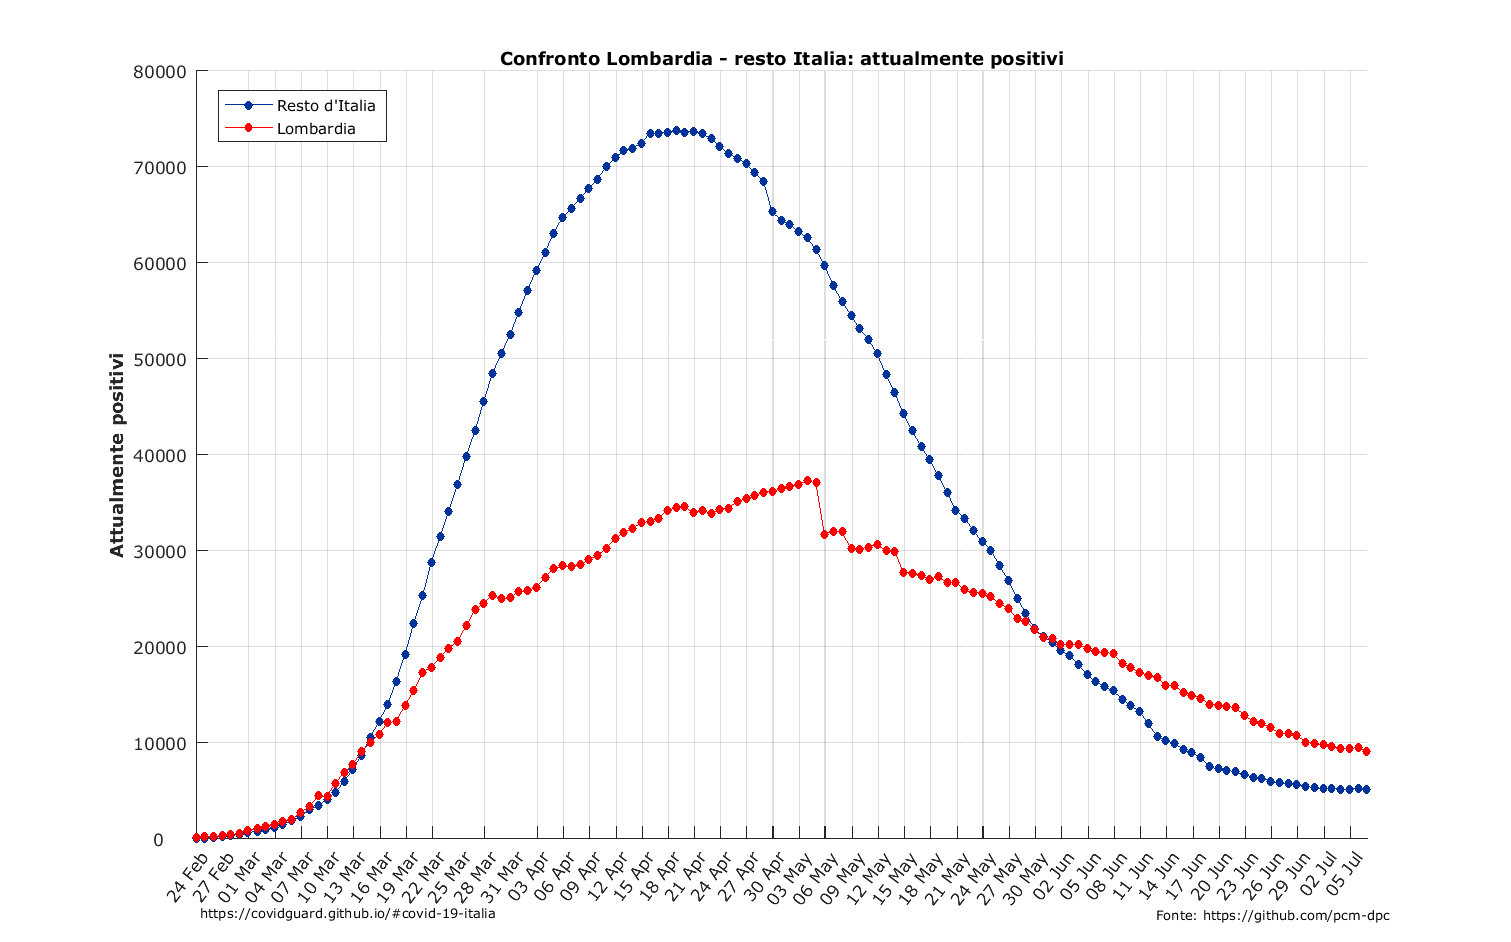 Confronto Lombardia - resto Italia: attualmente positivi
80000
70000
60000
50000
40000
30000
20000
10000
0
Attualmente positivi
Resto d'Italia
Lombardia
24 Feb
27 Feb
01 Mar
04 Mar
07 Mar
10 Mar
13 Mar
16 Mar
19 Mar
22 Mar
25 Mar
28 Mar
31 Mar
03 Apr
06 Apr
09 Apr
12 Apr
15 Apr
18 Apr
21 Apr
24 Apr
27 Apr
30 Apr
03 May
06 May
09 May
12 May
15 May
18 May
21 May
24 May
27 May
30 May
02 Jun
05 Jun
08 Jun
11 Jun
14 Jun
17 Jun
20 Jun
23 Jun
26 Jun
29 Jun
02 Jul
05 Jul
https://covidguard.github.io/#covid-19-italia
Fonte: https://github.com/pcm-dpc